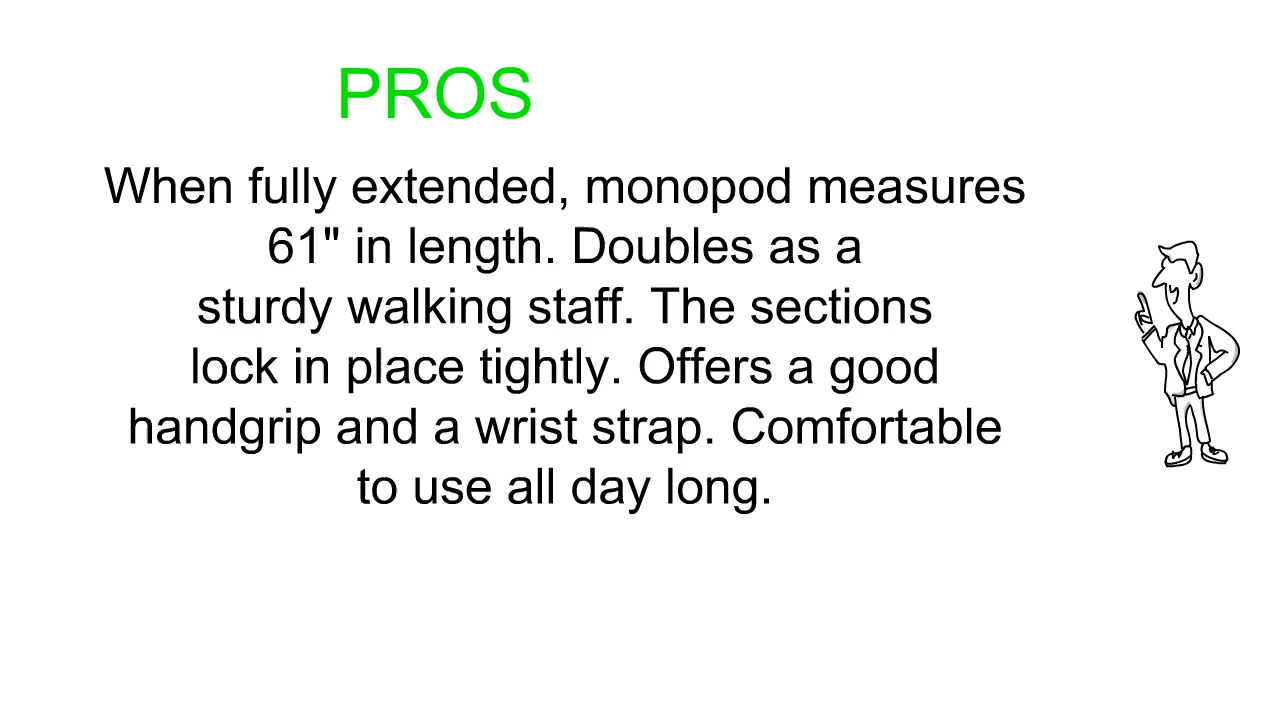 PROS
When fully extended, monopod measures
61" in length. Doubles as a
sturdy walking staff. The sections
lock in place tightly. Offers a good
handgrip and a wrist strap. Comfortable
to use all day long.